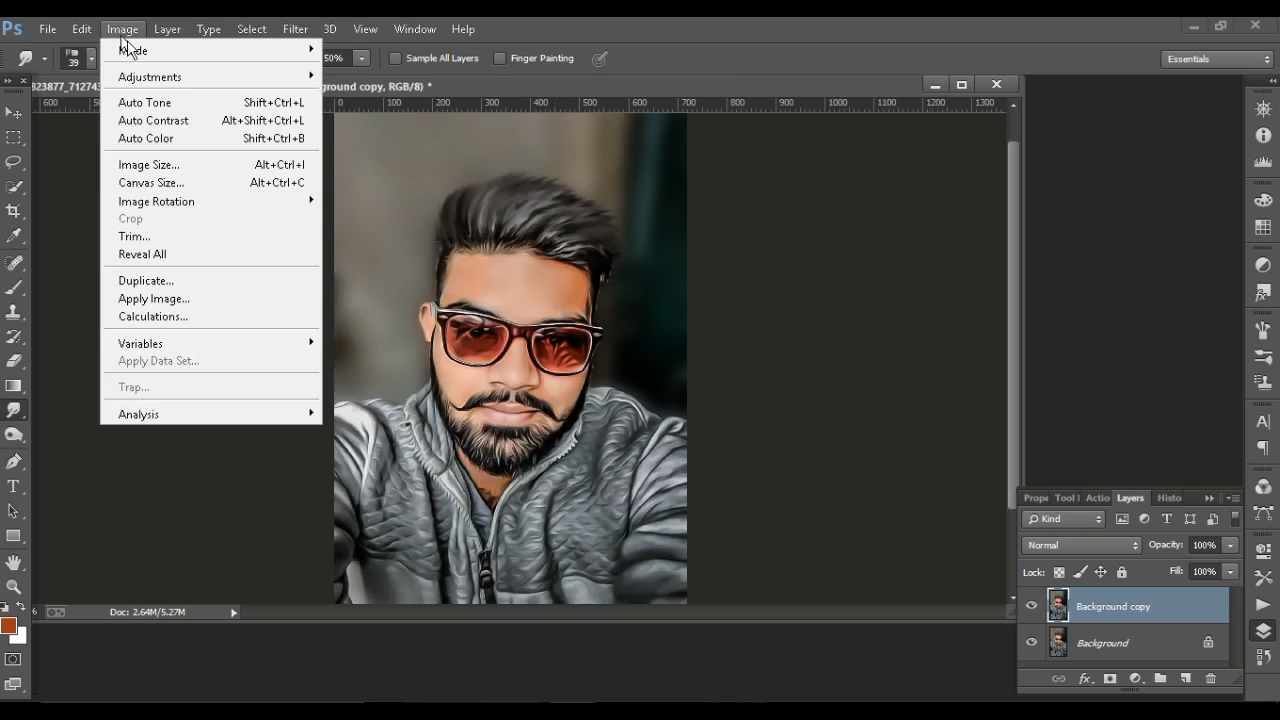 Ps File Edit Image Layer Type Select Filter 3D View Window Help
39 50% Sample All Layers Finger Painting Essentials
823877_71274 ground copy, RGB/8) *
600 0 100 200 300 400 500 600 700 800 900 1000 1100 1200 1300
Adjustments
Auto Tone Shift+Ctrl+L
Auto Contrast Alt+Shift+Ctrl+L
Auto Color Shift+Ctrl+B
Image Size... Alt+Ctrl+I
Canvas Size... Alt+Ctrl+C
Image Rotation
Crop
Trim...
Reveal All
Duplicate...
Apply Image...
Calculations...
Variables
Apply Data Set...
Trap...
Analysis
Prope Tool Actio Layers Histo
Kind
Normal Opacity: 100%
Lock: Fill: 100%
Background copy
Background
% Doc: 2.64M/5.27M